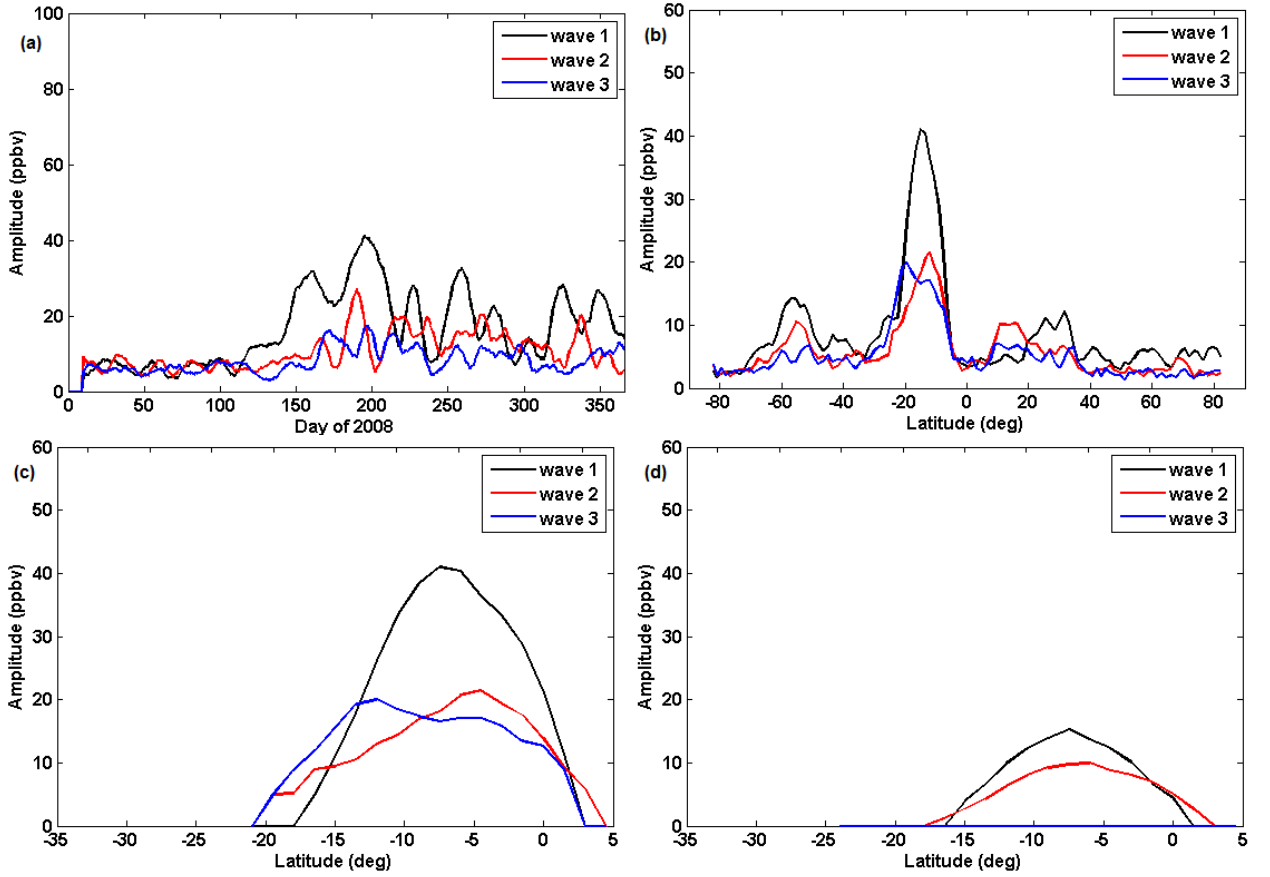 (a)
100
80
60
40
20
0
Amplitude (ppbv)
0 50 100 150 200 250 300 350
Day of 2008
wave 1
wave 2
wave 3
(b)
60
50
40
30
20
10
0
Amplitude (ppbv)
-80 -60 -40 -20 0 20 40 60 80
Latitude (deg)
wave 1
wave 2
wave 3
(c)
60
50
40
30
20
10
0
Amplitude (ppbv)
-35 -30 -25 -20 -15 -10 -5 0 5
Latitude (deg)
wave 1
wave 2
wave 3
(d)
60
50
40
30
20
10
0
Amplitude (ppbv)
-35 -30 -25 -20 -15 -10 -5 0 5
Latitude (deg)
wave 1
wave 2
wave 3